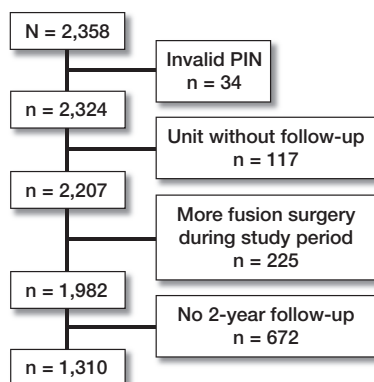 N = 2,358
Invalid PIN
n = 34
n = 2,324
Unit without follow-up
n = 117
n = 2,207
More fusion surgery
during study period
n = 225
n = 1,982
No 2-year follow-up
n = 672
n = 1,310